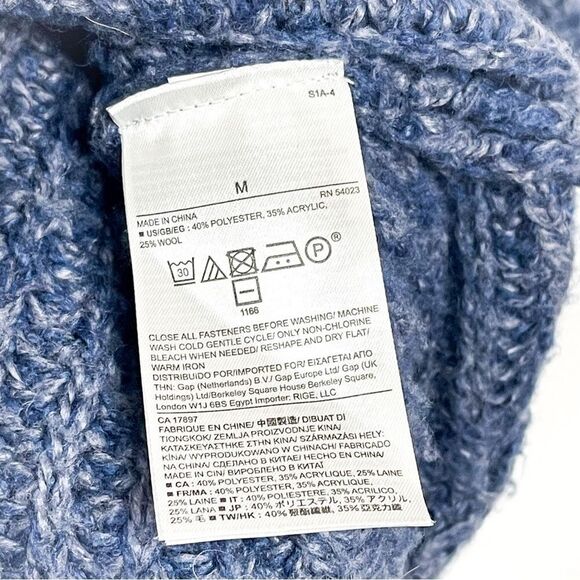 S1A-4
M
RN 54023
MADE IN CHINA
■ US/GB/EG : 40% POLYESTER, 35% ACRYLIC,
25% WOOL
30
P®
1166
CLOSE ALL FASTENERS BEFORE WASHING/ MACHINE
WASH COLD GENTLE CYCLE/ ONLY NON-CHLORINE
BLEACH WHEN NEEDED/ RESHAPE AND DRY FLAT/
WARM IRON
DISTRIBUIDO POR/IMPORTED FOR/ ΕΙΣΑΓΕΤΑΙ ΑΠΟ
ΤΗΝ: Gap (Netherlands) B.V./ Gap Europe Ltd/ Gap (UK
Holdings) Ltd/Berkeley Square House Berkeley Square,
London W1J 6BS Egypt Importer: RIGE, LLC
CA 17897
FABRIQUÉ EN CHINE/ 中國製造/ DIBUAT DI
TIONGKOK/ ZEMLJA PROIZVODNJE KINA/
ΚΑΤΑΣΚΕΥΑΣΤΗΚΕ ΣΤΗΝ ΚΙΝΑ/ SZÁRMAZÁSI HELY:
KÍNA/ WYPRODUKOWANO W CHINACH/ FABRICAT
NA CHINA/ СДЕЛАНО В КИТАЕ/ HECHO EN CHINA/
MADE IN CHINA/ ВИРОБЛЕНО В КИТАЇ
■ CA : 40% POLYESTER, 35% ACRYLIQUE, 25% LAINE
■ FR/MA : 40% POLYESTER, 35% ACRYLIQUE, 25%
LAINE ■ IT : 40% POLIESTERE, 35% ACRILICO,
25% LANA ■ JP : 40% ポリエステル, 35% アクリル,
25% 毛 ■ TW/HK : 40% 聚酯纖維, 35% 亞克力纖